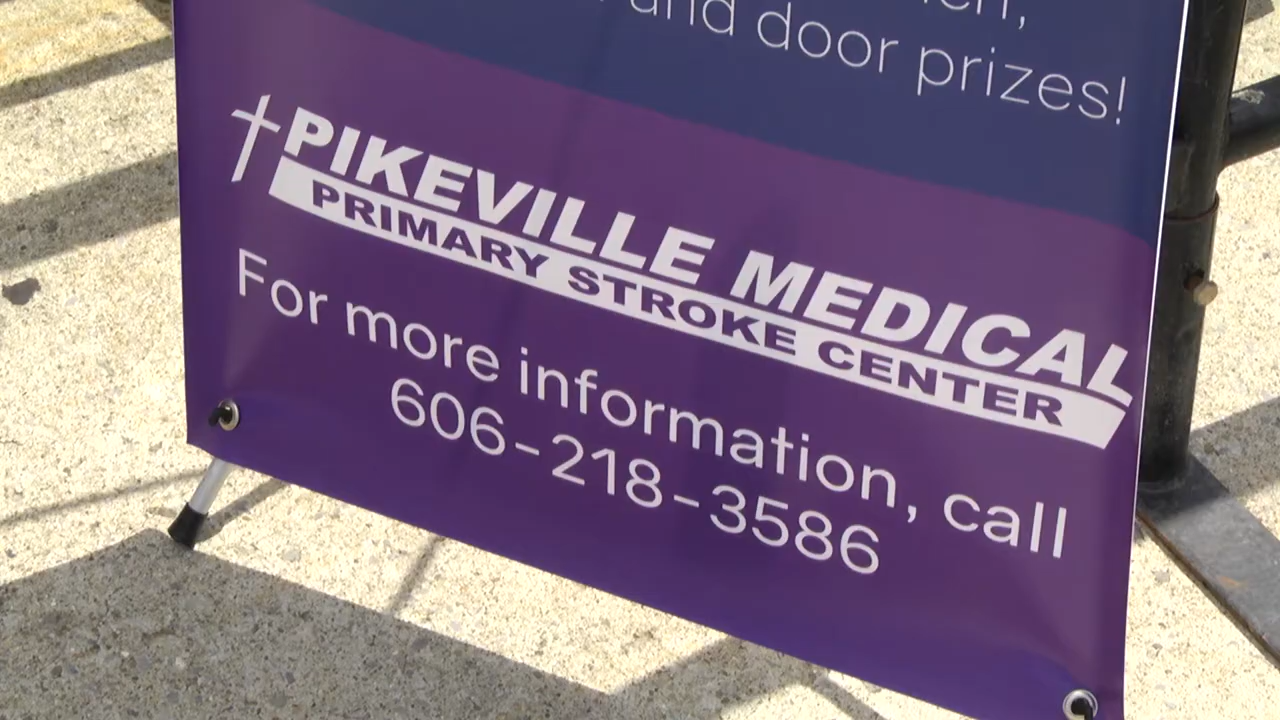 and door prizes!
PIKEVILLE MEDICAL
PRIMARY STROKE CENTER
For more information, call
606-218-3586